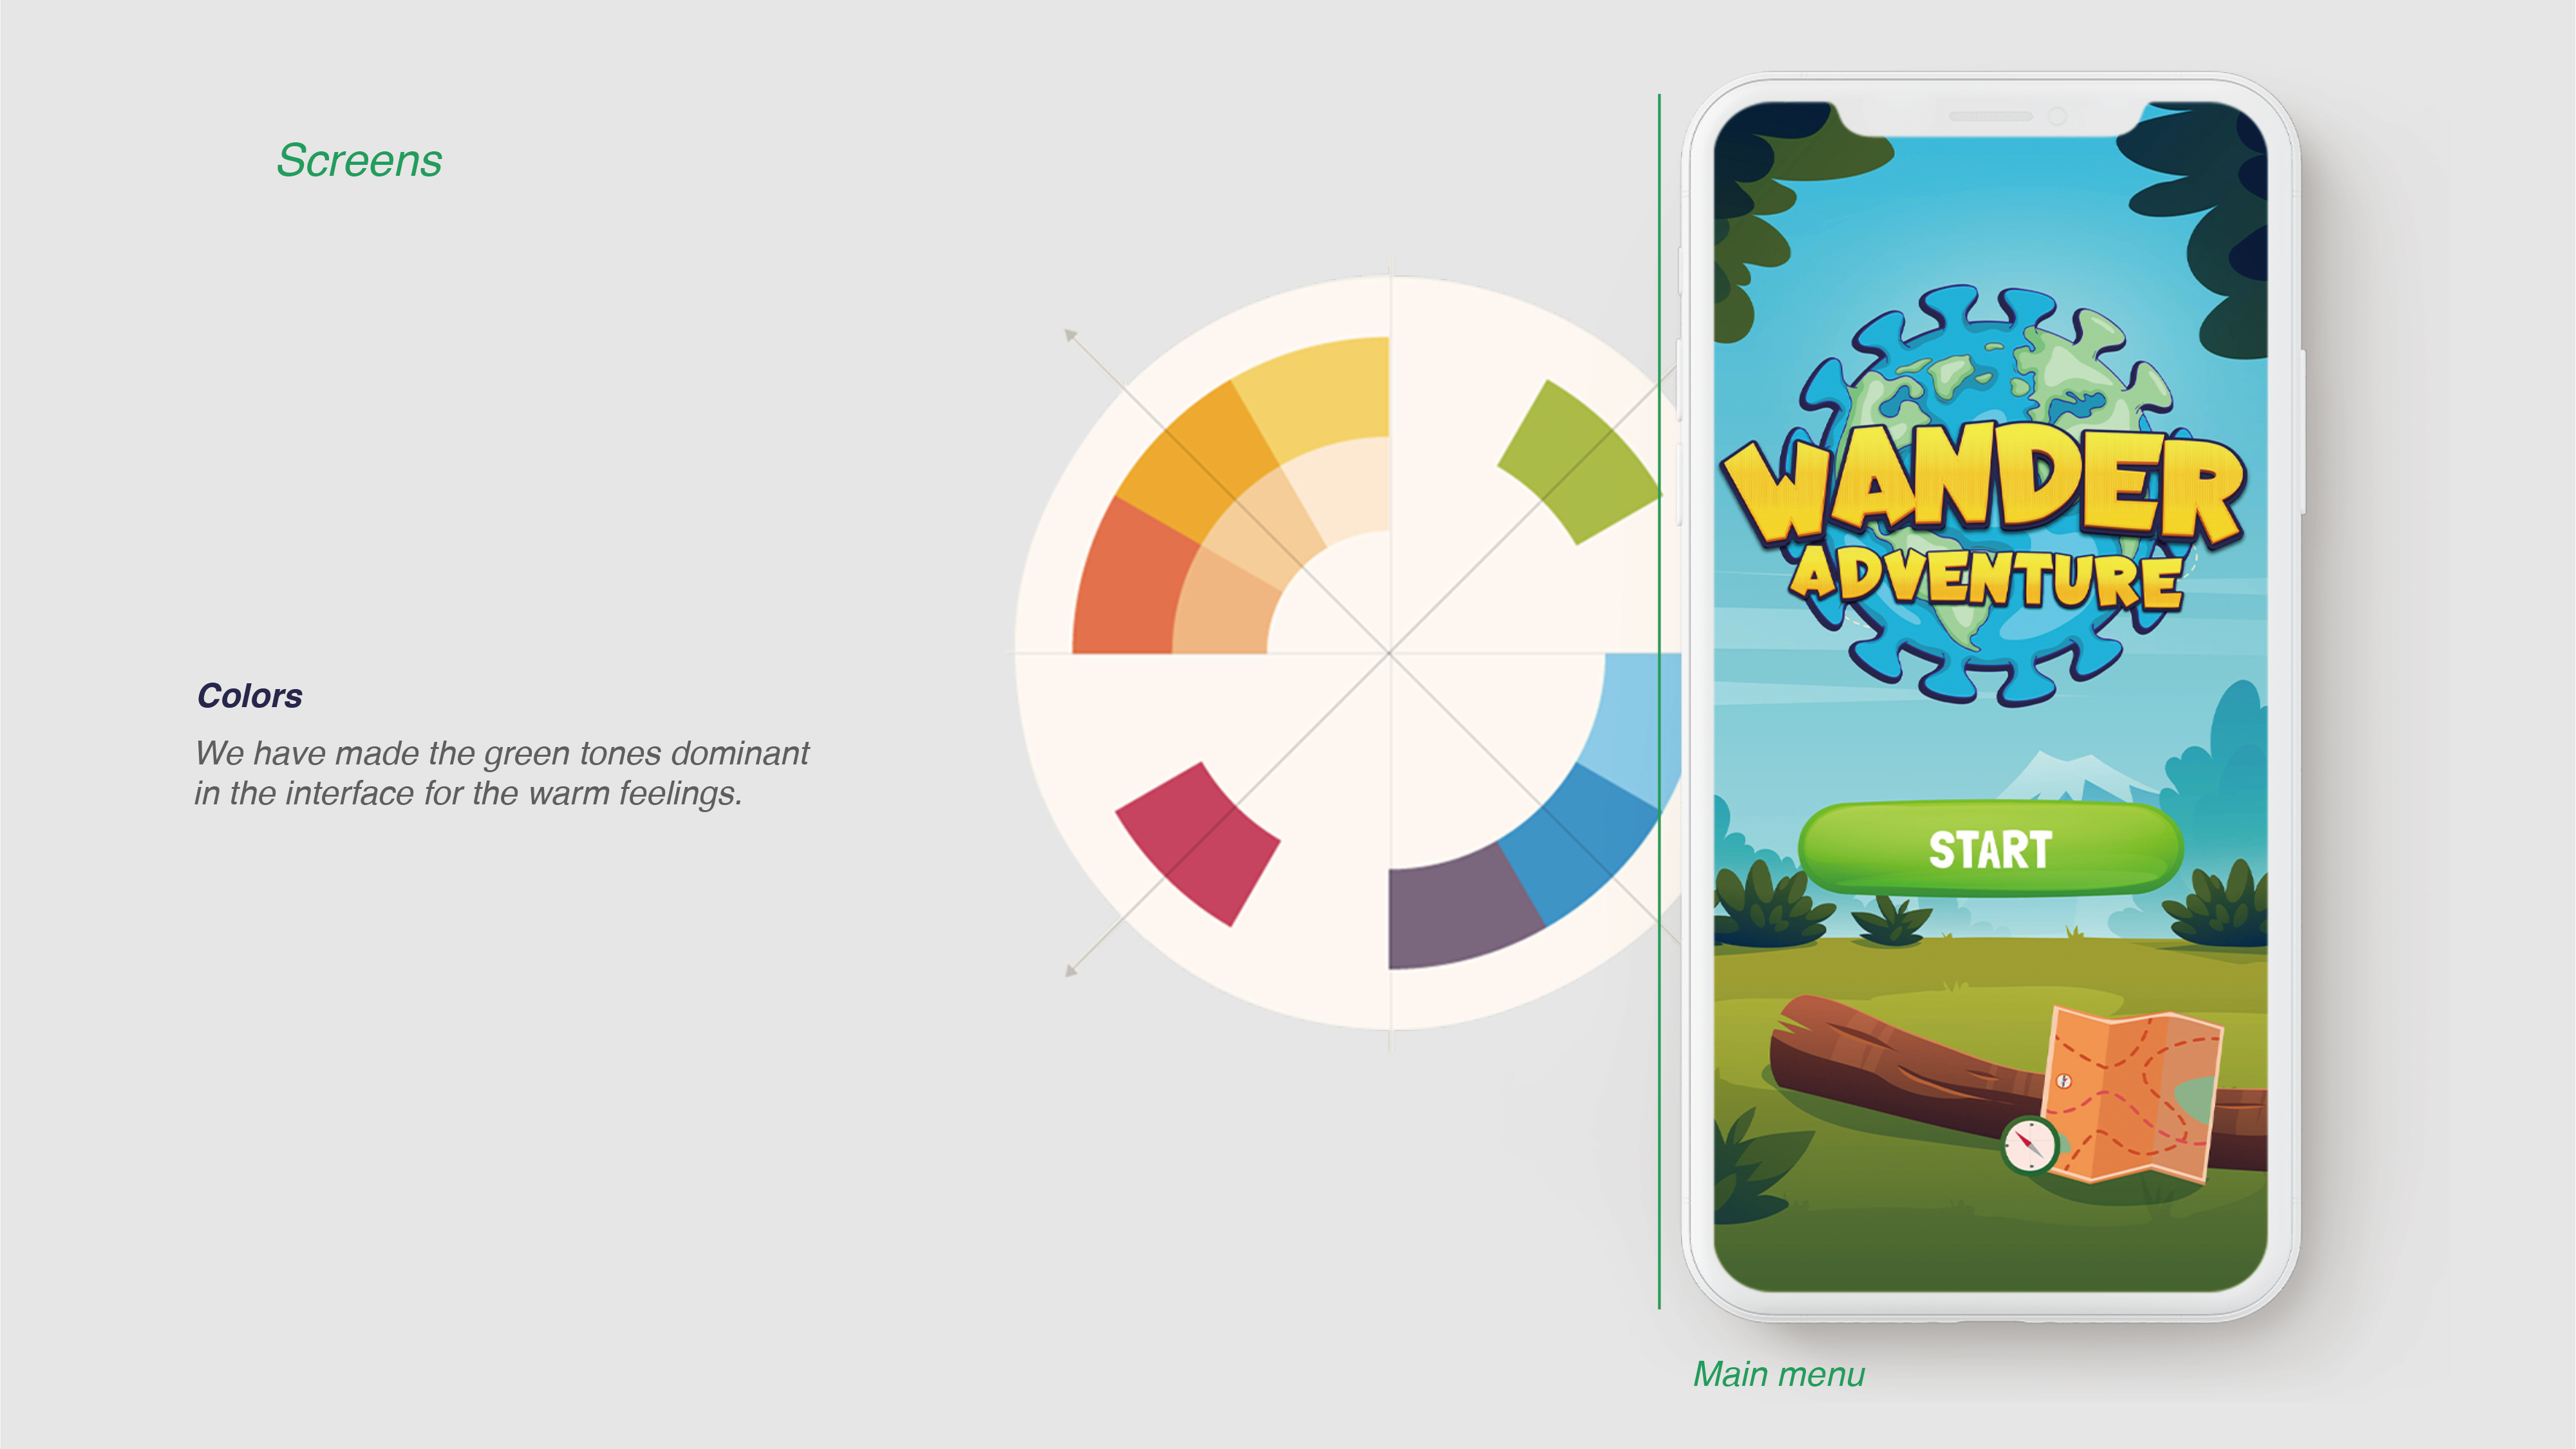 Screens
Colors
We have made the green tones dominant
in the interface for the warm feelings.
WANDER
ADVENTURE
START
Main menu